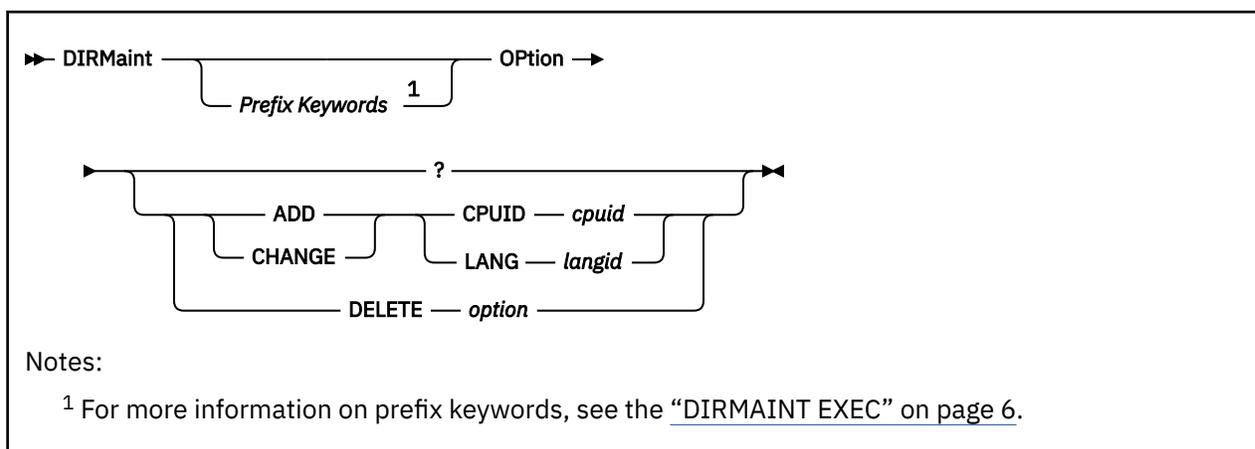 DIRMaint OPtion
Prefix Keywords 1
?
ADD CPUID cpuid
CHANGE LANG langid
DELETE option
Notes:
1 For more information on prefix keywords, see the “DIRMAINT EXEC” on page 6.